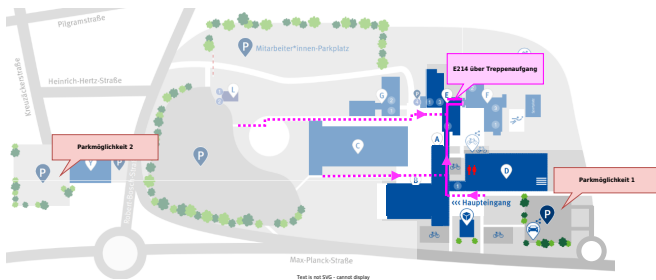 Pilgramstraße
P
Mitarbeiter*innen-Parkplatz
E214 über Treppenaufgang
Heinrich-Hertz-Straße
Kreuzäckerstraße
L
G
E
F
P
Parkmöglichkeit 2
P
C
A
D
B
Parkmöglichkeit 1
<<< Haupteingang
P
Max-Planck-Straße
Text is not SVG - cannot display